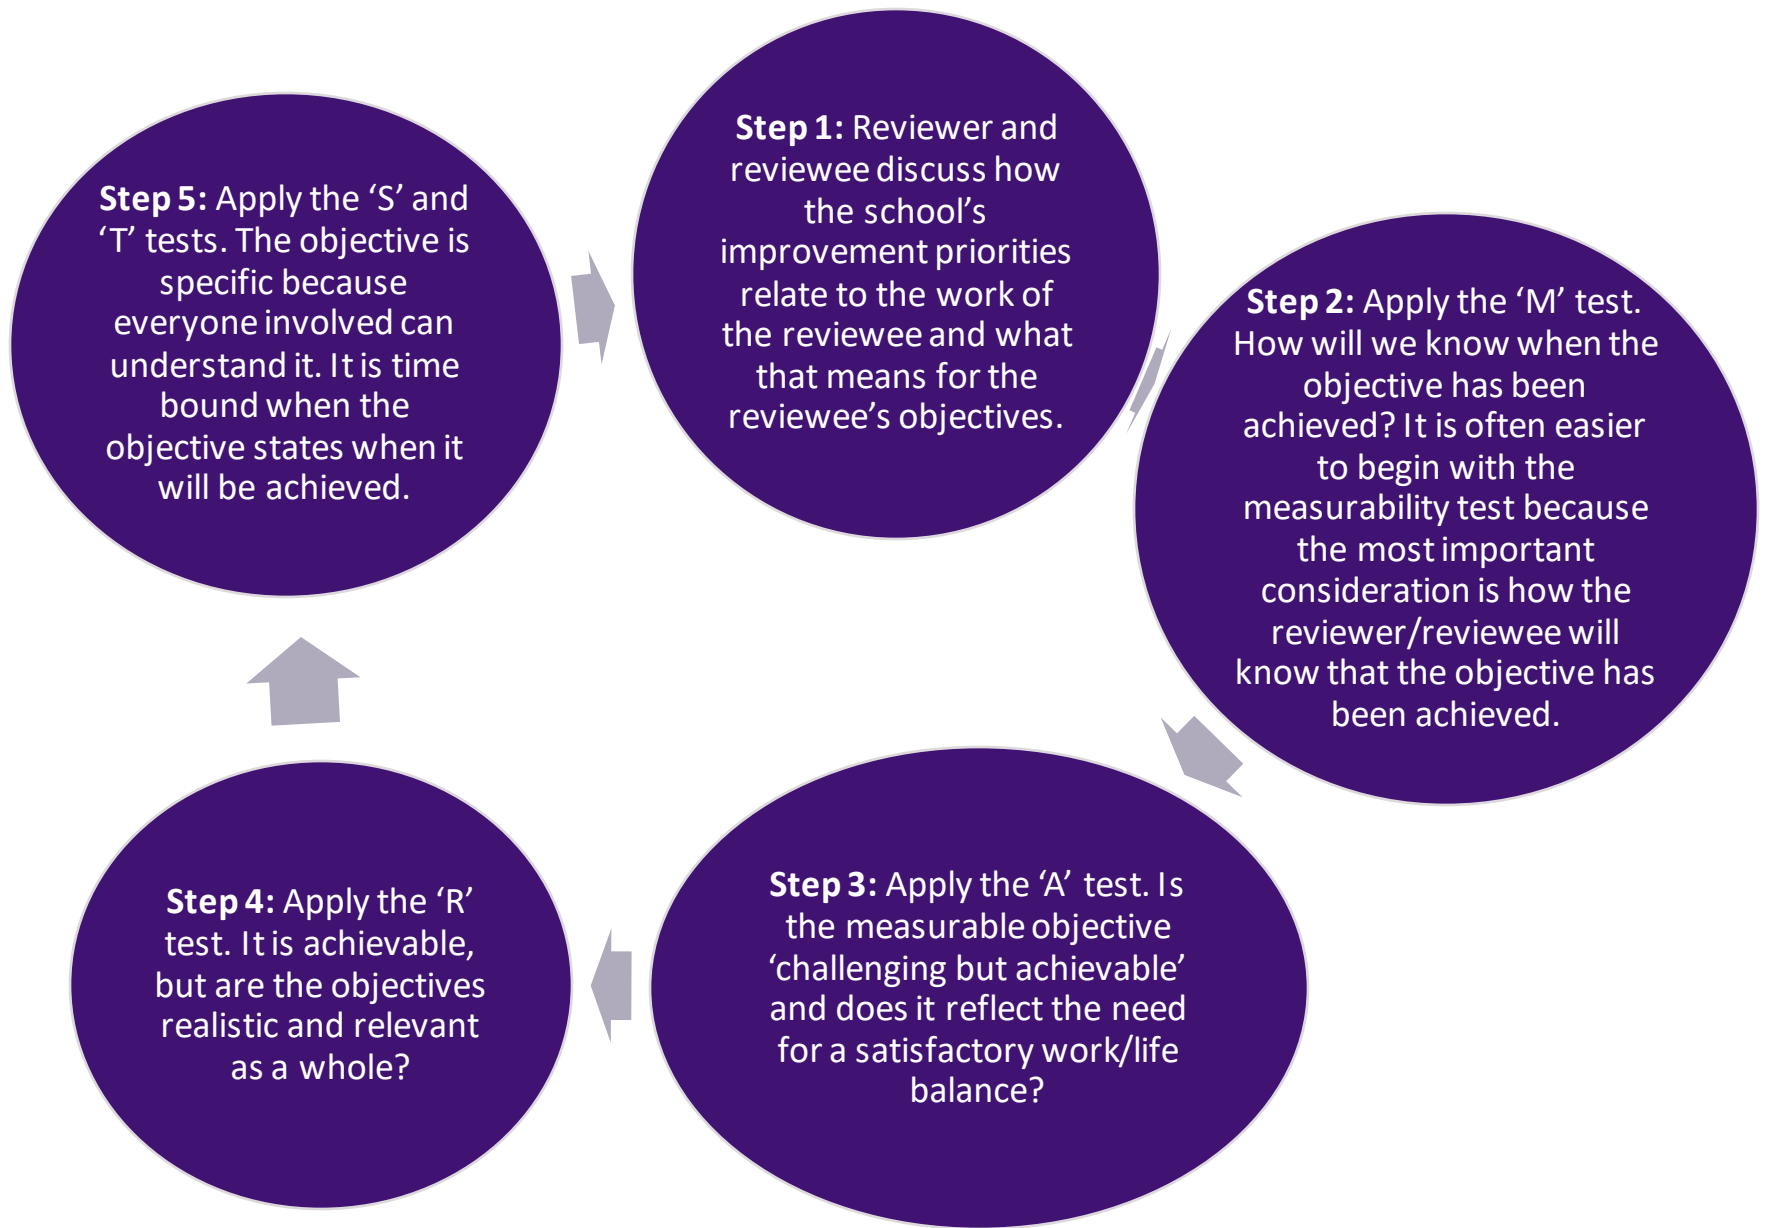 Step 1: Reviewer and
reviewee discuss how
the school’s
improvement priorities
relate to the work of
the reviewee and what
that means for the
reviewee’s objectives.
Step 2: Apply the ‘M’ test.
How will we know when the
objective has been
achieved? It is often easier
to begin with the
measurability test because
the most important
consideration is how the
reviewer/reviewee will
know that the objective has
been achieved.
Step 3: Apply the ‘A’ test. Is
the measurable objective
‘challenging but achievable’
and does it reflect the need
for a satisfactory work/life
balance?
Step 4: Apply the ‘R’
test. It is achievable,
but are the objectives
realistic and relevant
as a whole?
Step 5: Apply the ‘S’ and
‘T’ tests. The objective is
specific because
everyone involved can
understand it. It is time
bound when the
objective states when it
will be achieved.